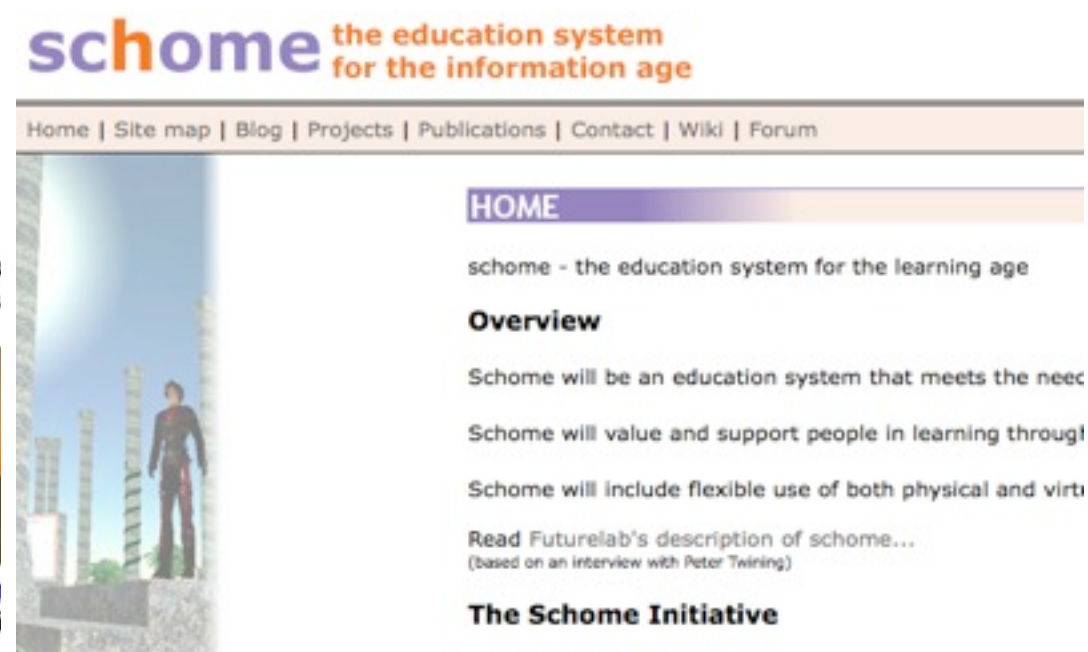 schome the education system
for the information age
Home | Site map | Blog | Projects | Publications | Contact | Wiki | Forum
HOME
schome - the education system for the learning age
Overview
Schome will be an education system that meets the
Schome will value and support people in learning
Schome will include flexible use of both physical and
Read Futurelab's description of schome...
(based on an interview with Peter Twining)
The Schome Initiative